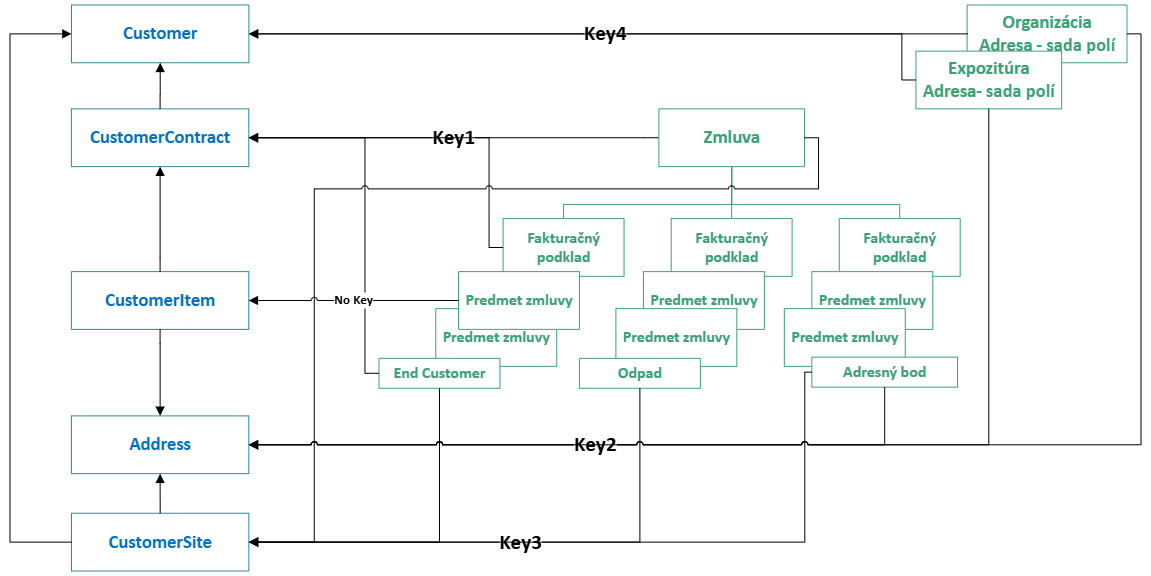 Customer
Key4
Organizácia
Adresa - sada polí
Expozitúra
Adresa- sada polí
CustomerContract
Key1
Zmluva
Fakturačný
podklad
Fakturačný
podklad
Fakturačný
podklad
CustomerItem
No Key
Predmet zmluvy
Predmet zmluvy
Predmet zmluvy
Predmet zmluvy
Predmet zmluvy
Predmet zmluvy
End Customer
Odpad
Adresný bod
Address
Key2
CustomerSite
Key3